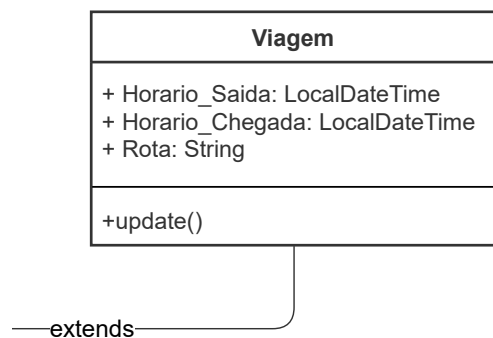 Viagem
+ Horario_Saida: LocalDateTime
+ Horario_Chegada: LocalDateTime
+ Rota: String
+update()
extends